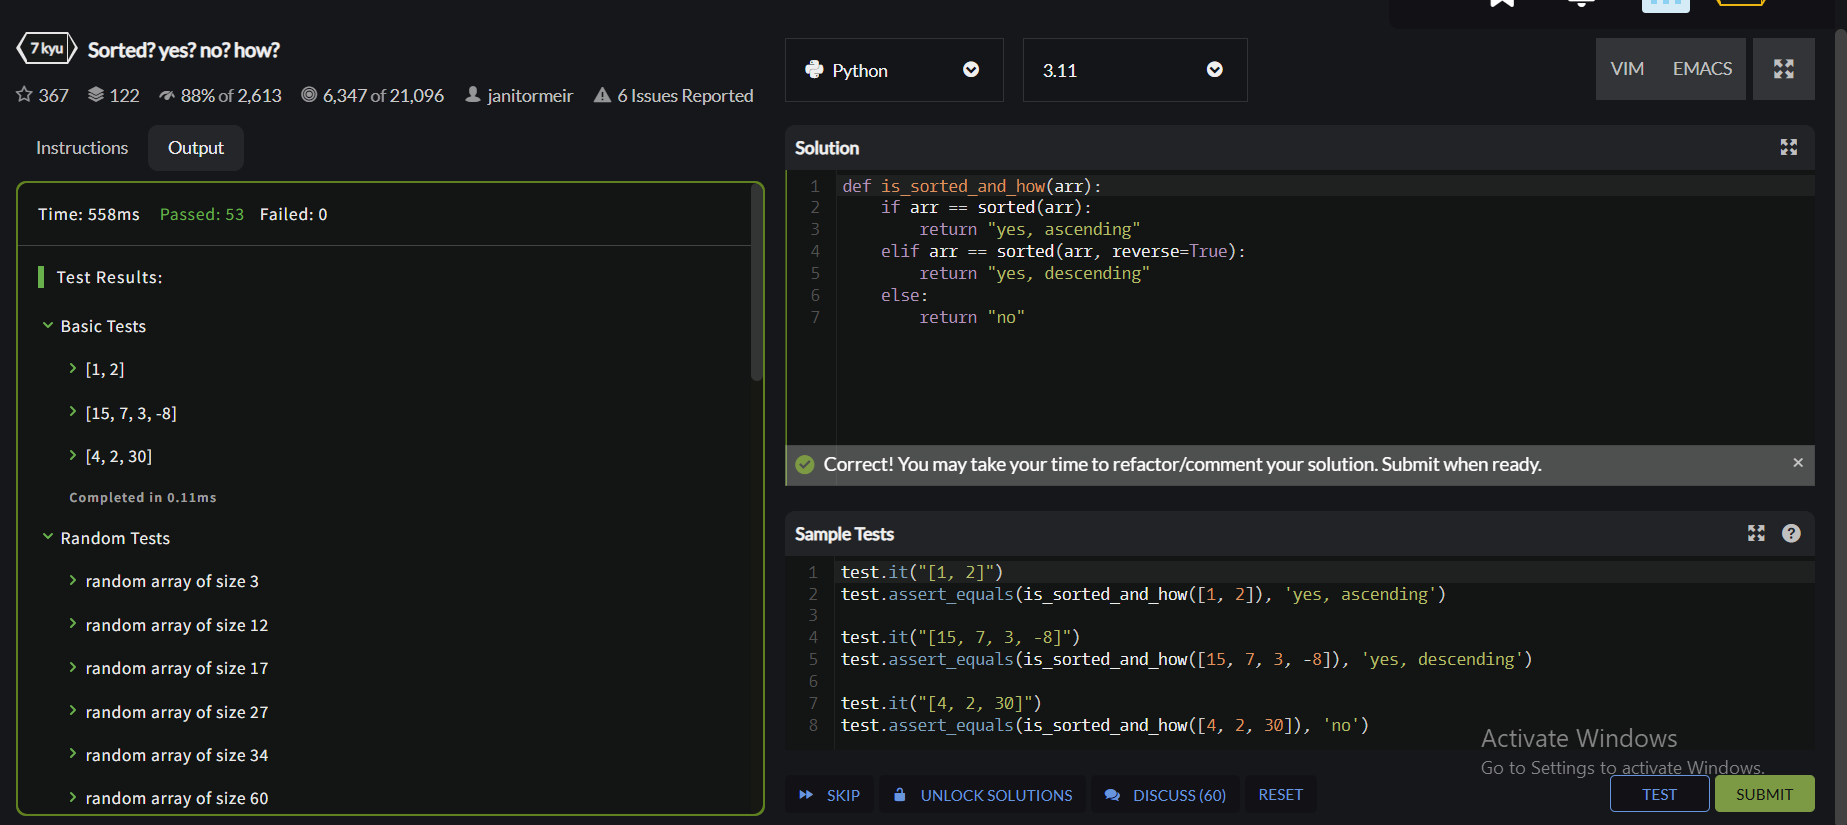 7 kyu Sorted? yes? no? how?
367 122 88% of 2,613 6,347 of 21,096 janitormeir 6 Issues Reported
Instructions Output
Time: 558ms Passed: 53 Failed: 0
Test Results:
Basic Tests
[1, 2]
[15, 7, 3, -8]
[4, 2, 30]
Completed in 0.11ms
Random Tests
random array of size 3
random array of size 12
random array of size 17
random array of size 27
random array of size 34
random array of size 60
Python 3.11 VIM EMACS
Solution
1 def is_sorted_and_how(arr):
2 if arr == sorted(arr):
3 return "yes, ascending"
4 elif arr == sorted(arr, reverse=True):
5 return "yes, descending"
6 else:
7 return "no"
Correct! You may take your time to refactor/comment your solution. Submit when ready. ×
Sample Tests ?
1 test.it("[1, 2]")
2 test.assert_equals(is_sorted_and_how([1, 2]), 'yes, ascending')
3
4 test.it("[15, 7, 3, -8]")
5 test.assert_equals(is_sorted_and_how([15, 7, 3, -8]), 'yes, descending')
6
7 test.it("[4, 2, 30]")
8 test.assert_equals(is_sorted_and_how([4, 2, 30]), 'no')
Activate Windows
Go to Settings to activate Windows.
SKIP UNLOCK SOLUTIONS DISCUSS (60) RESET TEST SUBMIT